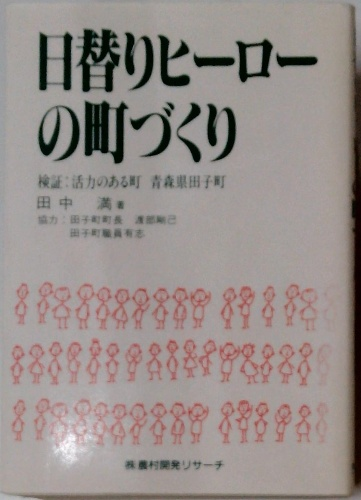 日替りヒーロー
の町づくり
検証：活力のある町 青森県田子町
田中 満 著
協力： 田子町町長 渡部剛己
田子町職員有志
㈱農村開発リサーチ